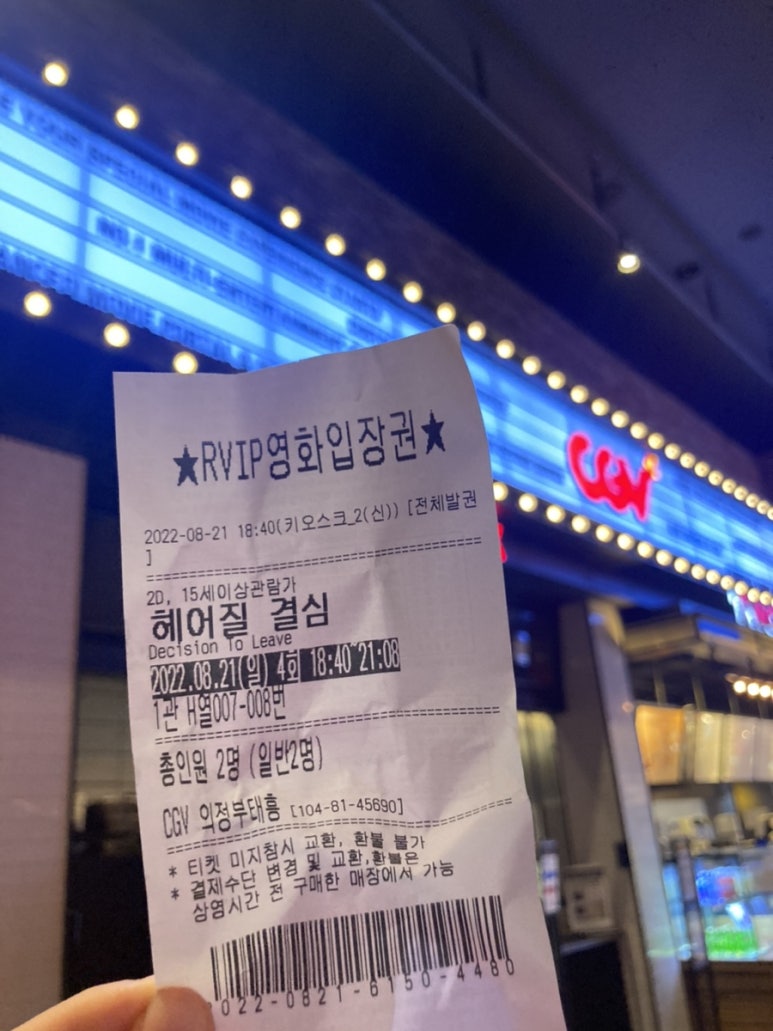 CGV
★RVIP영화입장권★
2022-08-21 18:40(키오스크_2(신)) [전체발권
]
2D, 15세이상관람가
헤어질 결심
Decision To Leave
2022.08.21(일) 4회 18:40~21:08
1관 H열007-008번
총인원 2명 (일반2명)
CGV 의정부태흥 [104-81-45690]
* 티켓 미지참시 교환, 환불 불가
* 결제수단 변경 및 교환,환불은
상영시간 전 구매한 매장에서 가능
022-0821-6150-4480